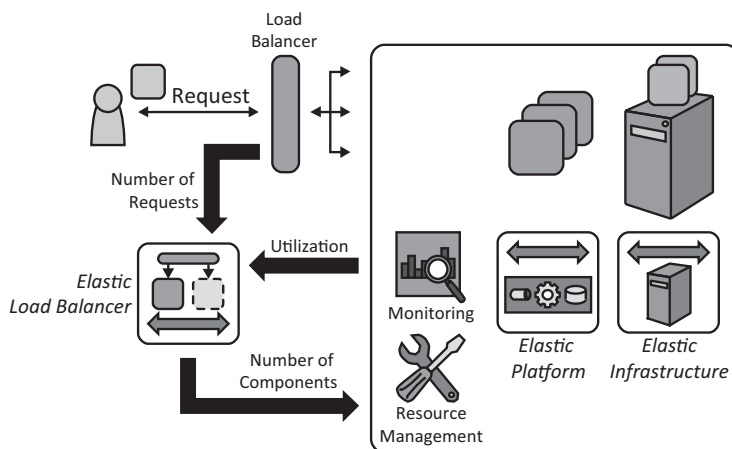 Load
Balancer
Request
Number of
Requests
Utilization
Elastic
Load Balancer
Monitoring
Number of
Components
Resource
Management
Elastic
Platform
Elastic
Infrastructure